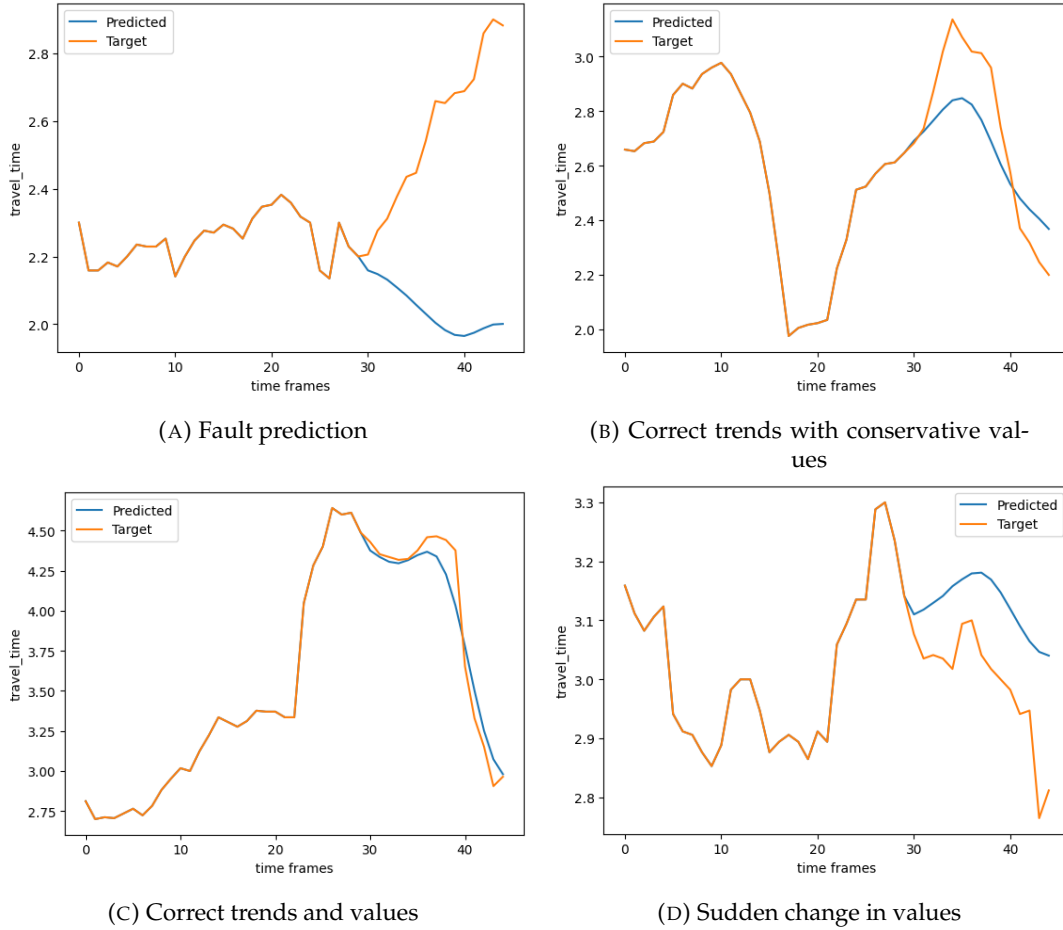 Predicted
Target
2.8
2.6
2.4
2.2
2.0
travel_time
0 10 20 30 40
time frames
(A) Fault prediction
Predicted
Target
3.0
2.8
2.6
2.4
2.2
2.0
travel_time
0 10 20 30 40
time frames
(B) Correct trends with conservative val-
ues
Predicted
Target
4.50
4.25
4.00
3.75
3.50
3.25
3.00
2.75
travel_time
0 10 20 30 40
time frames
(C) Correct trends and values
Predicted
Target
3.3
3.2
3.1
3.0
2.9
2.8
travel_time
0 10 20 30 40
time frames
(D) Sudden change in values